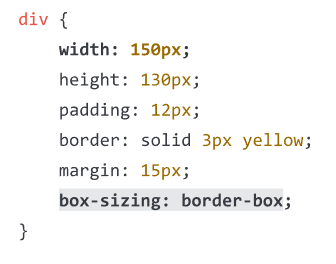 div {
    width: 150px;
    height: 130px;
    padding: 12px;
    border: solid 3px yellow;
    margin: 15px;
    box-sizing: border-box;
}